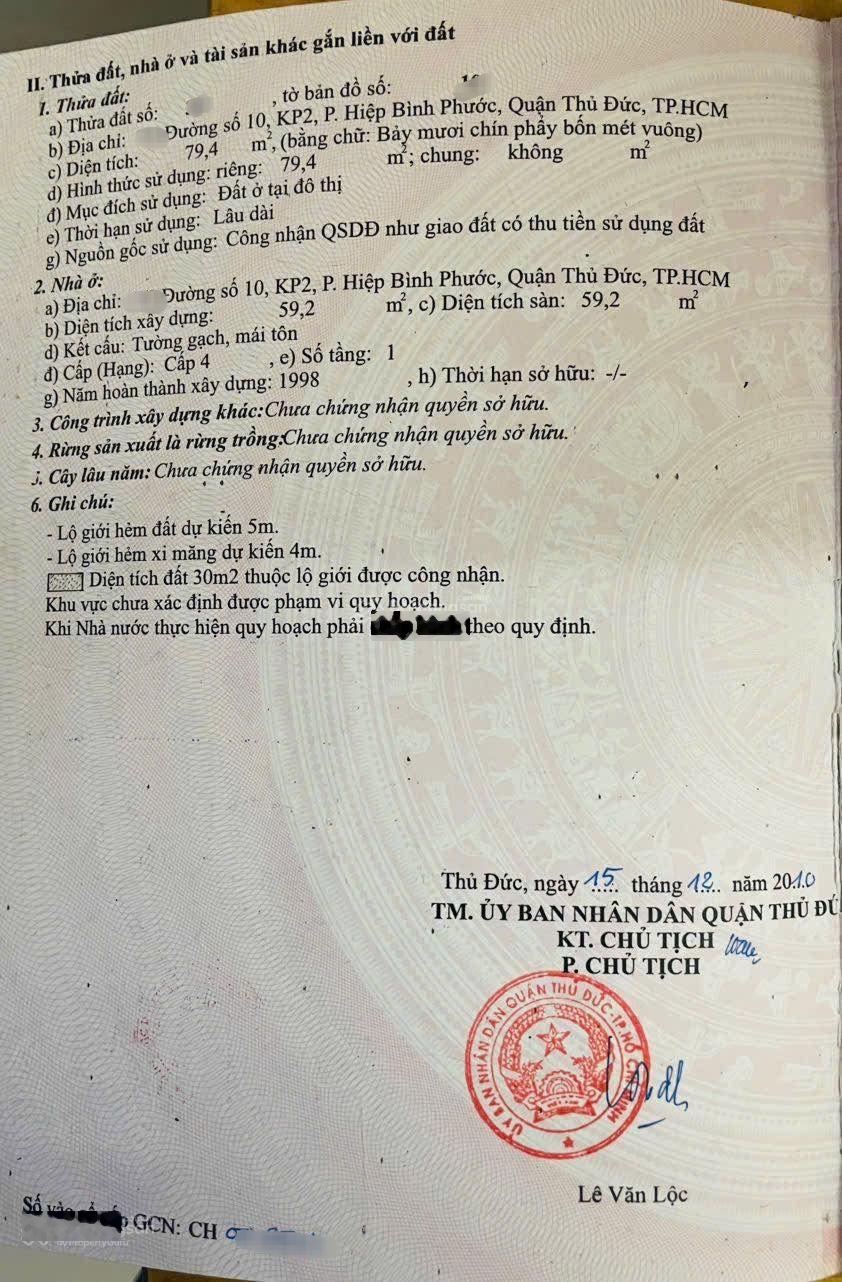 II. Thửa đất, nhà ở và tài sản khác gắn liền với đất
1. Thửa đất:
a) Thửa đất số: , tờ bản đồ số:
b) Địa chỉ: Đường số 10, KP2, P. Hiệp Bình Phước, Quận Thủ Đức, TP.HCM
c) Diện tích: 79,4 m², (bằng chữ: Bảy mươi chín phẩy bốn mét vuông)
d) Hình thức sử dụng: riêng: 79,4 m²; chung: không m²
đ) Mục đích sử dụng: Đất ở tại đô thị
e) Thời hạn sử dụng: Lâu dài
g) Nguồn gốc sử dụng: Công nhận QSDĐ như giao đất có thu tiền sử dụng đất
2. Nhà ở:
a) Địa chỉ: Đường số 10, KP2, P. Hiệp Bình Phước, Quận Thủ Đức, TP.HCM
b) Diện tích xây dựng: 59,2 m², c) Diện tích sàn: 59,2 m²
d) Kết cấu: Tường gạch, mái tôn
đ) Cấp (Hạng): Cấp 4 , e) Số tầng: 1
g) Năm hoàn thành xây dựng: 1998 , h) Thời hạn sở hữu: -/-
3. Công trình xây dựng khác:Chưa chứng nhận quyền sở hữu.
4. Rừng sản xuất là rừng trồng:Chưa chứng nhận quyền sở hữu.
. Cây lâu năm: Chưa chứng nhận quyền sở hữu.
6. Ghi chú:
- Lộ giới hẻm đất dự kiến 5m.
- Lộ giới hẻm xi măng dự kiến 4m.
Diện tích đất 30m2 thuộc lộ giới được công nhận.
Khu vực chưa xác định được phạm vi quy hoạch.
Khi Nhà nước thực hiện quy hoạch phải theo quy định.
Thủ Đức, ngày 15 tháng 12 năm 2010
TM. ỦY BAN NHÂN DÂN QUẬN THỦ ĐỨ
KT. CHỦ TỊCH
P. CHỦ TỊCH
ỦY BAN NHÂN DÂN QUẬN THỦ ĐỨC-TP.HỒ CHÍ MINH
Lê Văn Lộc
Số vào GCN: CH